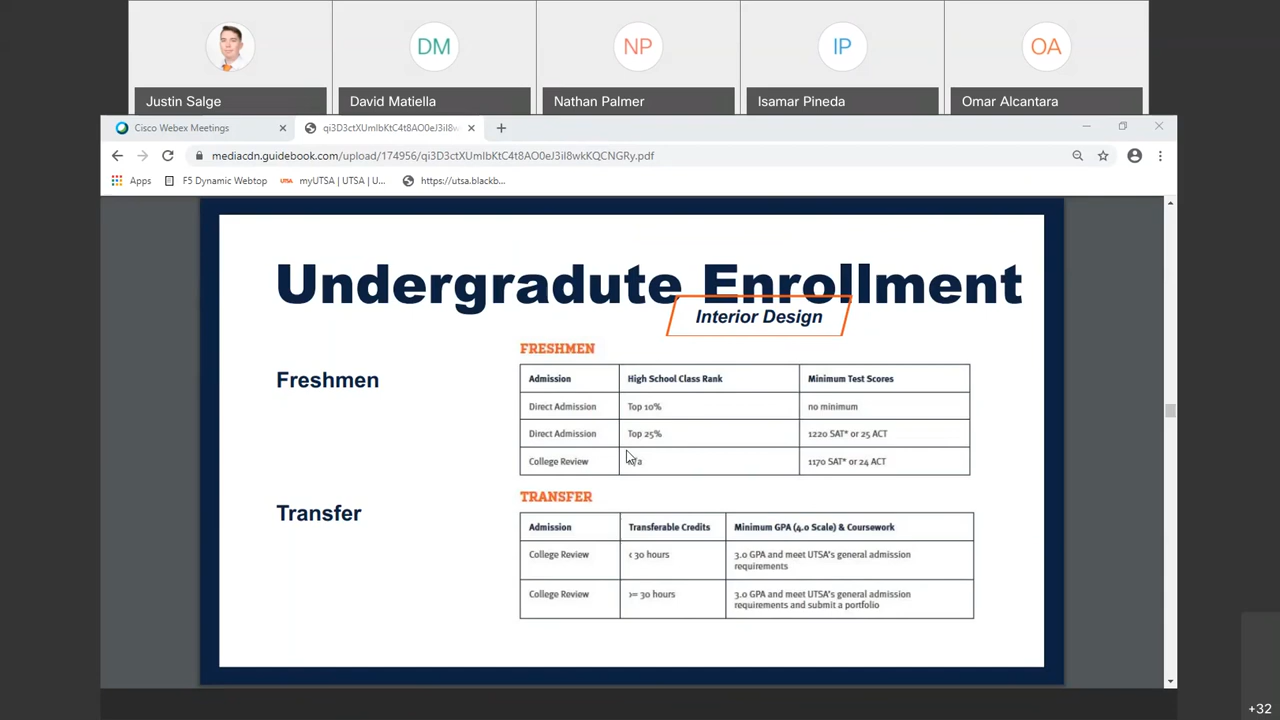 DM
NP
IP
OA
Justin Salge
David Matiella
Nathan Palmer
Isamar Pineda
Omar Alcantara
Cisco Webex Meetings
qi3D3ctXUmIbKtC4t8AO0eJ3il8w
mediacdn.guidebook.com/upload/174956/qi3D3ctXUmIbKtC4t8AO0eJ3il8wkKQCNGRy.pdf
Apps
F5 Dynamic Webtop
UTSA
myUTSA | UTSA | U...
https://utsa.blackb...
Undergradute Enrollment
Interior Design
Freshmen
FRESHMEN
Admission High School Class Rank Minimum Test Scores
Direct Admission Top 10% no minimum
Direct Admission Top 25% 1220 SAT* or 25 ACT
College Review n/a 1170 SAT* or 24 ACT
Transfer
TRANSFER
Admission Transferable Credits Minimum GPA (4.0 Scale) & Coursework
College Review < 30 hours 3.0 GPA and meet UTSA's general admission
requirements
College Review >= 30 hours 3.0 GPA and meet UTSA's general admission
requirements and submit a portfolio
+32